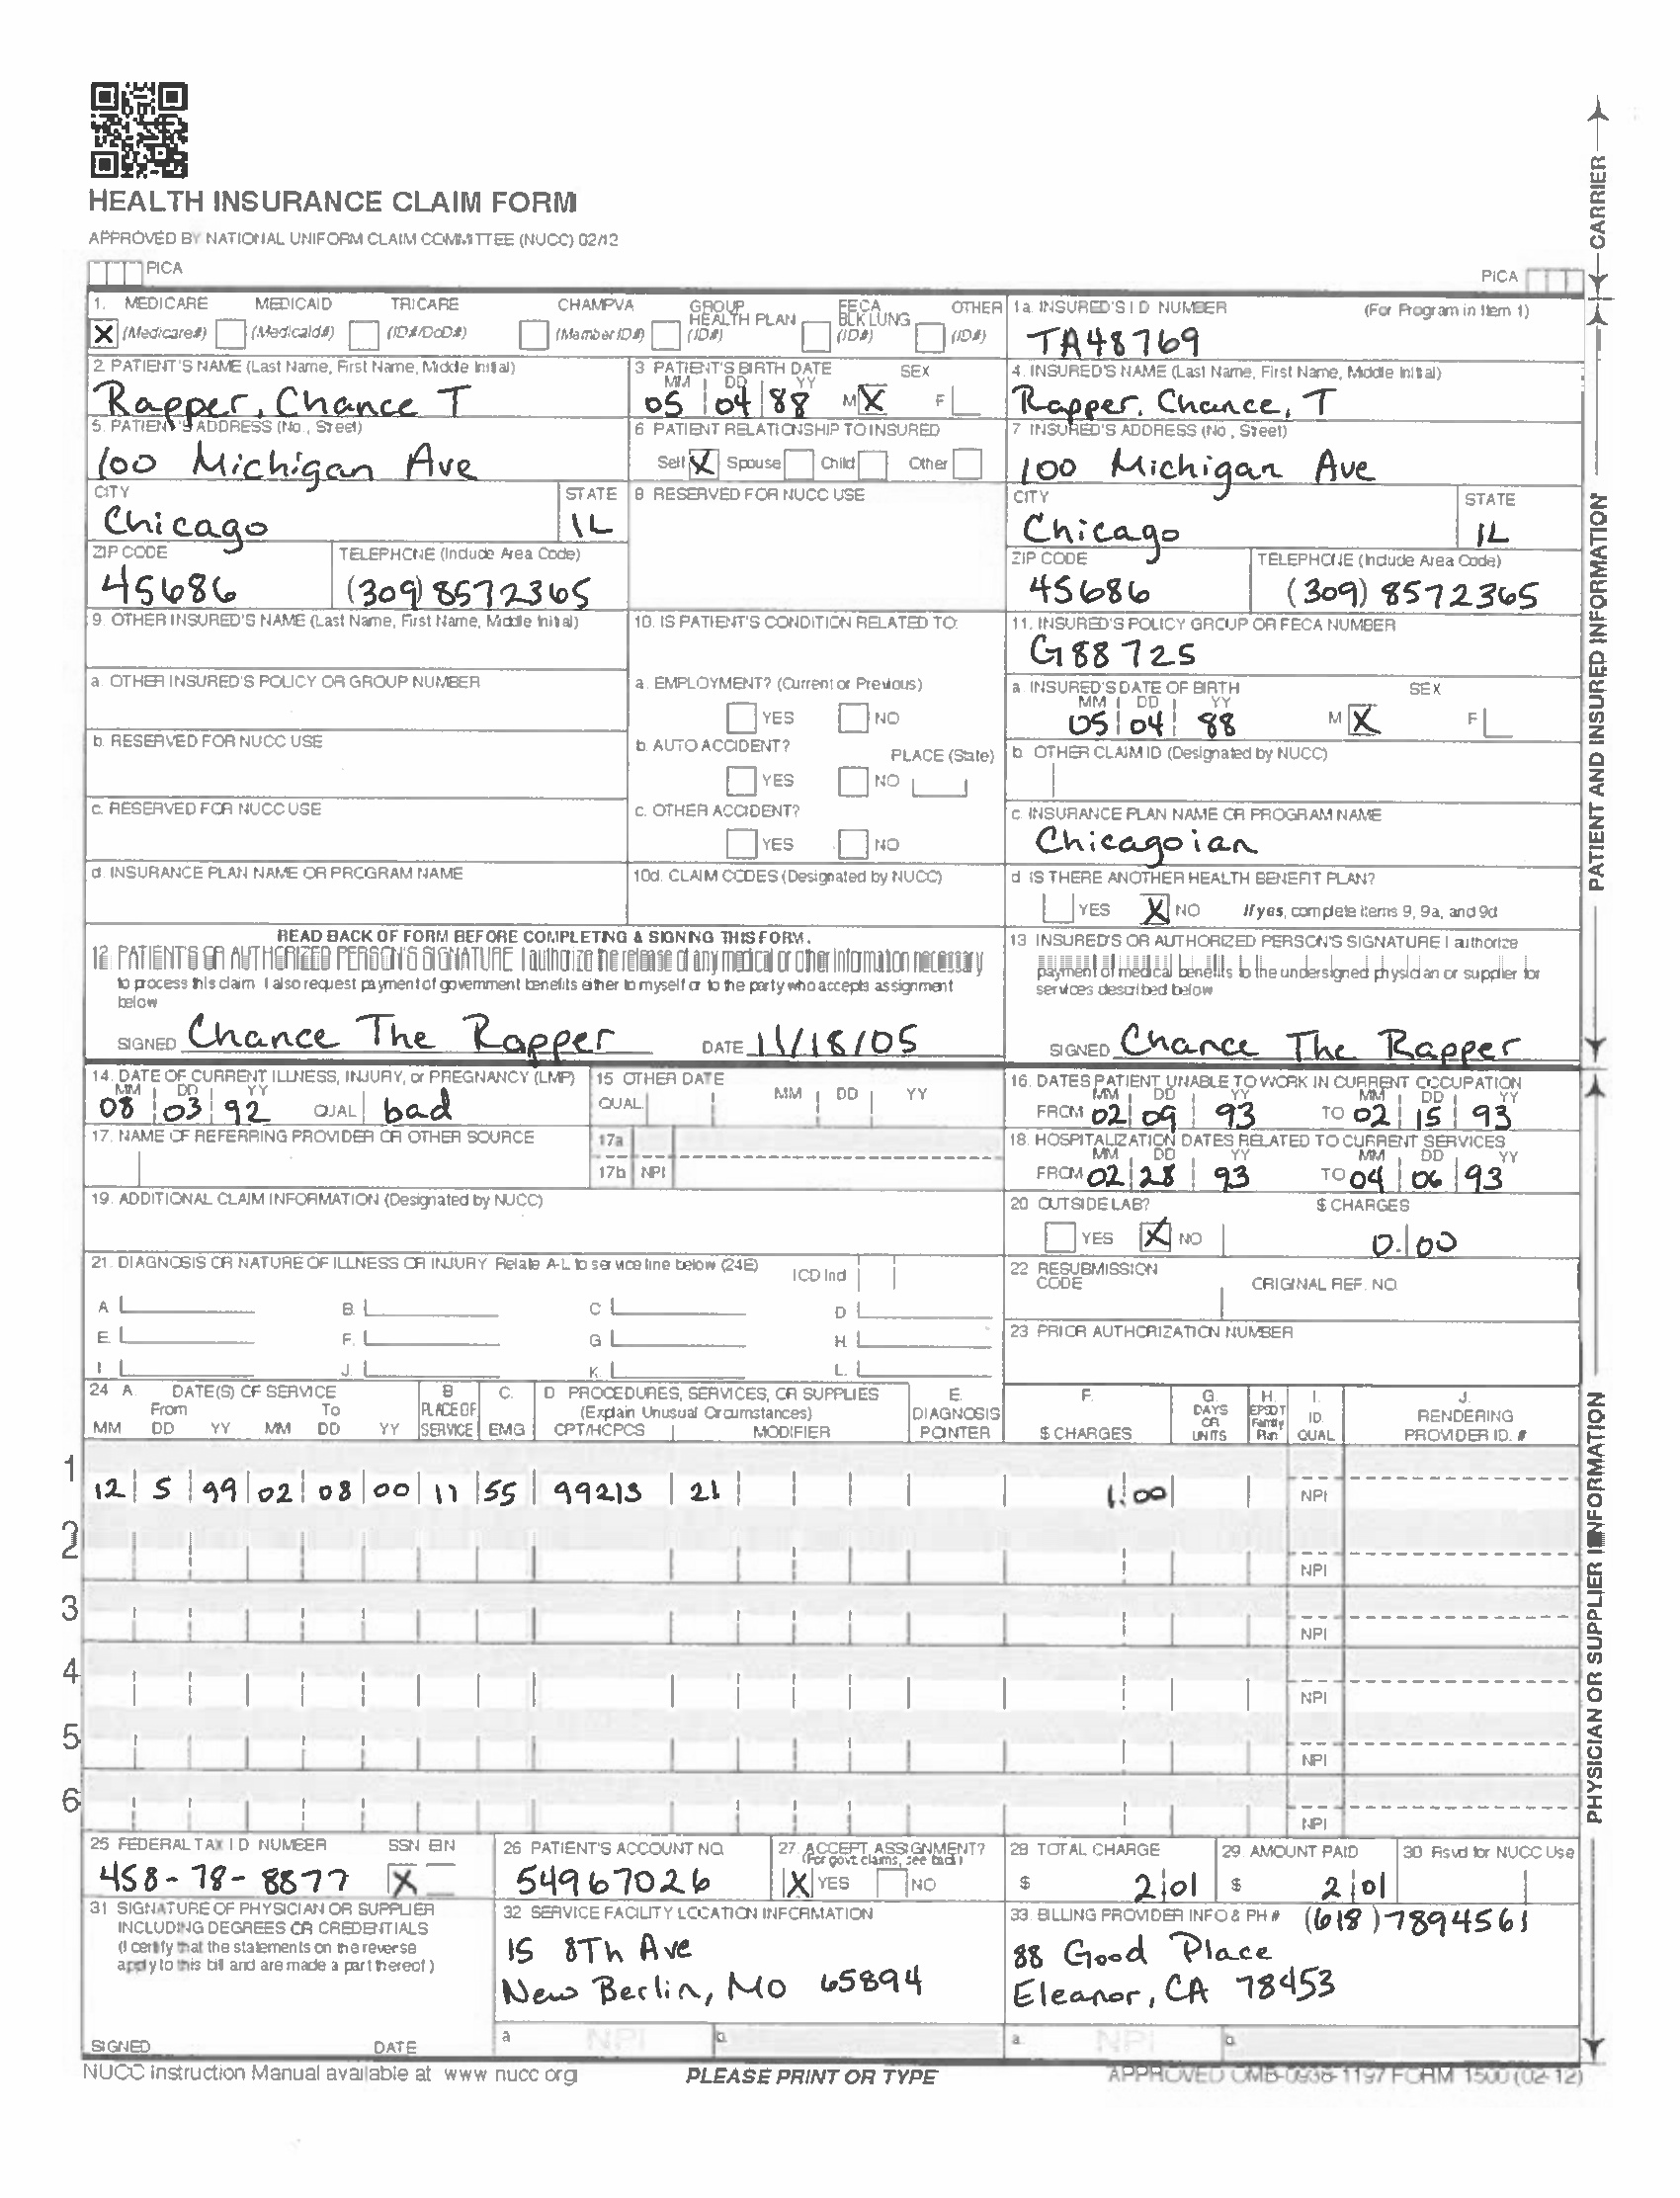 HEALTH INSURANCE CLAIM FORM
APPROVED BY NATIONAL UNIFORM CLAIM COMMITTEE (NUCC) 02/12
PICA
PICA
CARRIER
1. MEDICARE MEDICAID TRICARE CHAMPVA GROUP HEALTH PLAN FECA BLK LUNG OTHER
X (Medicare#) (Medicaid#) (ID#/DoD#) (Member ID#) (ID#) (ID#) (ID#)
1a. INSURED'S I.D. NUMBER (For Program in Item 1)
TA48769
2. PATIENT'S NAME (Last Name, First Name, Middle Initial)
Rapper, Chance T
3 PATIENT'S BIRTH DATE SEX
MM DD YY
05 04 88 M X F
4. INSURED'S NAME (Last Name, First Name, Middle Initial)
Rapper, Chance, T
5. PATIENT'S ADDRESS (No., Street)
100 Michigan Ave
6 PATIENT RELATIONSHIP TO INSURED
Self X Spouse Child Other
7 INSURED'S ADDRESS (No., Street)
100 Michigan Ave
CITY STATE
Chicago IL
8 RESERVED FOR NUCC USE
CITY STATE
Chicago IL
ZIP CODE TELEPHONE (Include Area Code)
45686 (309) 8572365
ZIP CODE TELEPHONE (Include Area Code)
45686 (309) 8572365
9. OTHER INSURED'S NAME (Last Name, First Name, Middle Initial)
10. IS PATIENT'S CONDITION RELATED TO:
11. INSURED'S POLICY GROUP OR FECA NUMBER
G88725
a. OTHER INSURED'S POLICY OR GROUP NUMBER
a. EMPLOYMENT? (Current or Previous)
YES NO
a. INSURED'S DATE OF BIRTH SEX
MM DD YY
05 04 88 M X F
b. RESERVED FOR NUCC USE
b. AUTO ACCIDENT? PLACE (State)
YES NO
b. OTHER CLAIM ID (Designated by NUCC)
c. RESERVED FOR NUCC USE
c. OTHER ACCIDENT?
YES NO
c. INSURANCE PLAN NAME OR PROGRAM NAME
Chicagoian
d. INSURANCE PLAN NAME OR PROGRAM NAME
10d. CLAIM CODES (Designated by NUCC)
d. IS THERE ANOTHER HEALTH BENEFIT PLAN?
YES X NO If yes, complete items 9, 9a, and 9d
PATIENT AND INSURED INFORMATION
READ BACK OF FORM BEFORE COMPLETING & SIGNING THIS FORM.
12. PATIENT'S OR AUTHORIZED PERSON'S SIGNATURE I authorize the release of any medical or other information necessary
to process this claim. I also request payment of government benefits either to myself or to the party who accepts assignment
below
SIGNED Chance The Rapper DATE 11/18/05
13 INSURED'S OR AUTHORIZED PERSON'S SIGNATURE I authorize
payment of medical benefits to the undersigned physician or supplier for
services described below
SIGNED Chance The Rapper
14. DATE OF CURRENT ILLNESS, INJURY, or PREGNANCY (LMP)
MM DD YY
08 03 92 QUAL bad
15 OTHER DATE
QUAL MM DD YY
16. DATES PATIENT UNABLE TO WORK IN CURRENT OCCUPATION
MM DD YY MM DD YY
FROM 02 09 93 TO 02 15 93
17. NAME OF REFERRING PROVIDER OR OTHER SOURCE
17a
17b NPI
18. HOSPITALIZATION DATES RELATED TO CURRENT SERVICES
MM DD YY MM DD YY
FROM 02 28 93 TO 04 06 93
19. ADDITIONAL CLAIM INFORMATION (Designated by NUCC)
20 OUTSIDE LAB? $ CHARGES
YES X NO 0.00
21. DIAGNOSIS OR NATURE OF ILLNESS OR INJURY Relate A-L to service line below (24E) ICD Ind
A. B. C. D.
E. F. G. H.
I. J. K. L.
22 RESUBMISSION CODE ORIGINAL REF. NO.
23 PRIOR AUTHORIZATION NUMBER
24 A. DATE(S) OF SERVICE B. C. D PROCEDURES, SERVICES, OR SUPPLIES E. F. G. H. I. J.
From To PLACE OF (Explain Unusual Circumstances) DIAGNOSIS DAYS OR EPSDT Family ID. RENDERING
MM DD YY MM DD YY SERVICE EMG CPT/HCPCS MODIFIER POINTER $ CHARGES UNITS Plan QUAL PROVIDER ID. #
1
12 5 99 02 08 00 11 55 99213 21 1.00 NPI
2
NPI
3
NPI
4
NPI
5
NPI
6
NPI
PHYSICIAN OR SUPPLIER INFORMATION
25 FEDERAL TAX I.D. NUMBER SSN EIN
458-78-8877 X
26 PATIENT'S ACCOUNT NO.
54967026
27. ACCEPT ASSIGNMENT?
(For govt claims, see back)
X YES NO
28 TOTAL CHARGE
$ 2 01
29 AMOUNT PAID
$ 2 01
30 Rsvd for NUCC Use
31 SIGNATURE OF PHYSICIAN OR SUPPLIER
INCLUDING DEGREES OR CREDENTIALS
(I certify that the statements on the reverse
apply to this bill and are made a part thereof.)
SIGNED DATE
32 SERVICE FACILITY LOCATION INFORMATION
15 8Th Ave
New Berlin, MO 65894
a. NPI b.
33. BILLING PROVIDER INFO & PH # (618)7894561
88 Good Place
Eleanor, CA 78453
a. NPI b.
NUCC Instruction Manual available at www nucc org
PLEASE PRINT OR TYPE
APPROVED OMB-0938-1197 FORM 1500 (02-12)